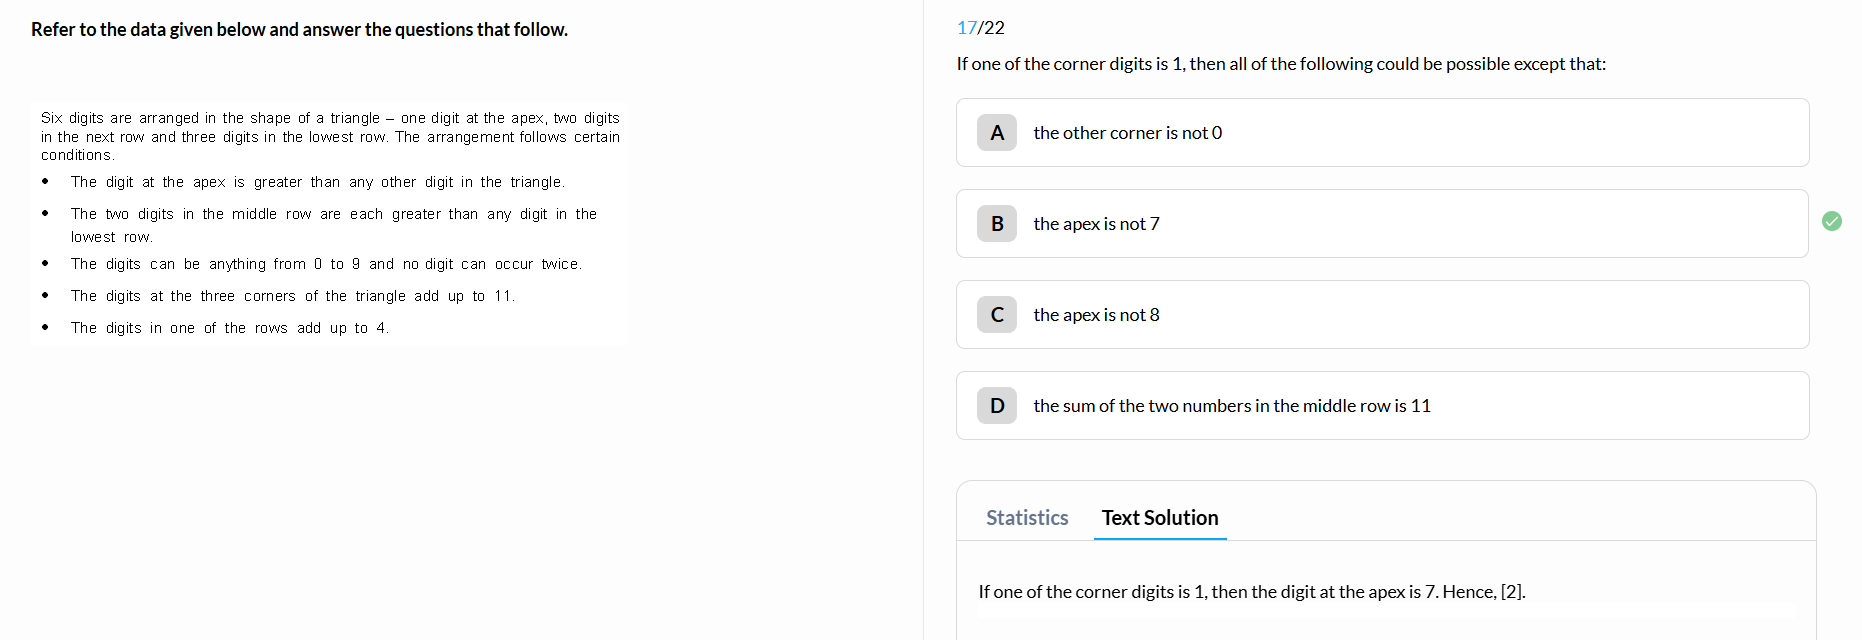 Refer to the data given below and answer the questions that follow.
Six digits are arranged in the shape of a triangle – one digit at the apex, two digits
in the next row and three digits in the lowest row. The arrangement follows certain
conditions.
• The digit at the apex is greater than any other digit in the triangle.
• The two digits in the middle row are each greater than any digit in the
lowest row.
• The digits can be anything from 0 to 9 and no digit can occur twice.
• The digits at the three corners of the triangle add up to 11.
• The digits in one of the rows add up to 4.
17/22
If one of the corner digits is 1, then all of the following could be possible except that:
A the other corner is not 0
B the apex is not 7
C the apex is not 8
D the sum of the two numbers in the middle row is 11
Statistics Text Solution
If one of the corner digits is 1, then the digit at the apex is 7. Hence, [2].